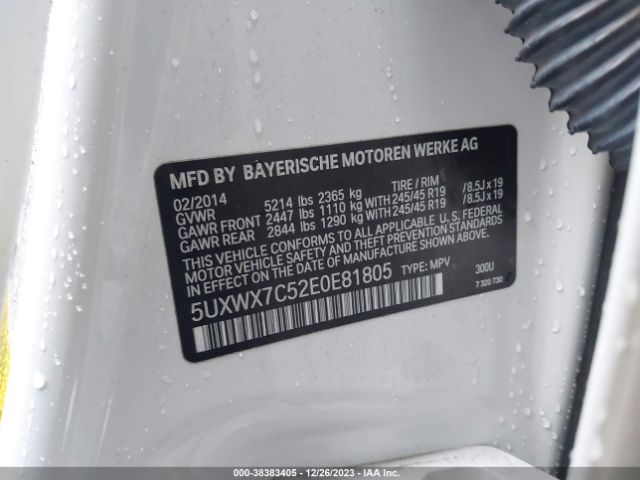 MFD BY BAYERISCHE MOTOREN WERKE AG
02/2014
GVWR 5214 lbs 2365 kg TIRE / RIM
GAWR FRONT 2447 lbs 1110 kg WITH 245/45 R19 /8.5J x 19
GAWR REAR 2844 lbs 1290 kg WITH 245/45 R19 /8.5J x 19
THIS VEHICLE CONFORMS TO ALL APPLICABLE U.S. FEDERAL
MOTOR VEHICLE SAFETY AND THEFT PREVENTION STANDARDS
IN EFFECT ON THE DATE OF MANUFACTURE SHOWN ABOVE.
5UXWX7C52E0E81805 TYPE: MPV 300U
7 320 730
000-38383405 - 12/26/2023 - IAA Inc.